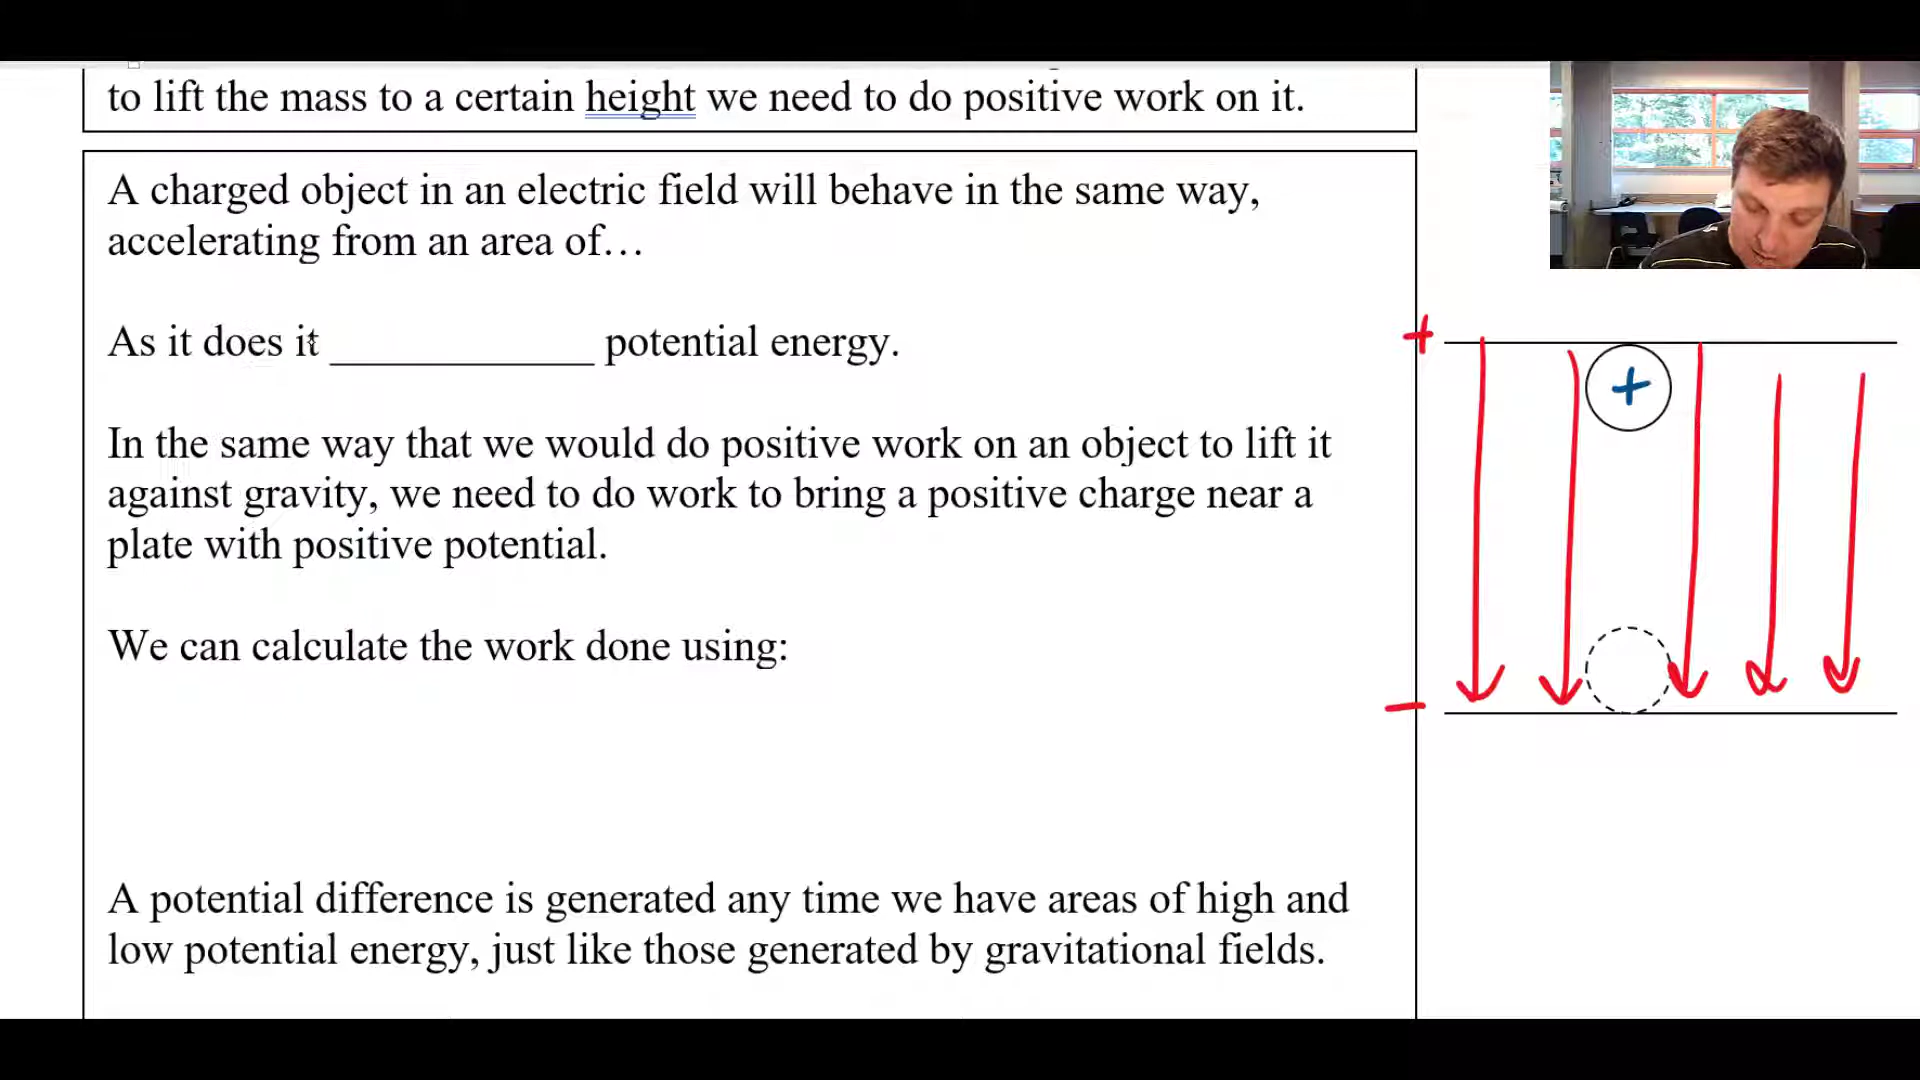 to lift the mass to a certain height we need to do positive work on it.
A charged object in an electric field will behave in the same way,
accelerating from an area of…
As it does it ____________ potential energy.
In the same way that we would do positive work on an object to lift it
against gravity, we need to do work to bring a positive charge near a
plate with positive potential.
We can calculate the work done using:
A potential difference is generated any time we have areas of high and
low potential energy, just like those generated by gravitational fields.
+
+
-